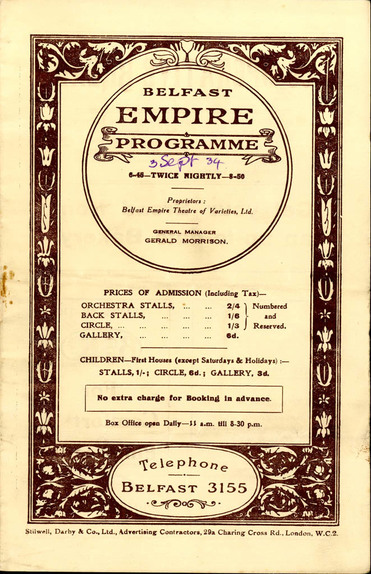 BELFAST
EMPIRE
PROGRAMME
3 Sept 34
6-45—TWICE NIGHTLY—8-50
Proprietors :
Belfast Empire Theatre of Varieties, Ltd.
GENERAL MANAGER
GERALD MORRISON.
PRICES OF ADMISSION (Including Tax)—
ORCHESTRA STALLS, ... ... 2/4
BACK STALLS, ... ... ... 1/6
CIRCLE, ... ... ... ... 1/3
GALLERY, ... ... ... 6d.
Numbered
and
Reserved.
CHILDREN—First Houses (except Saturdays & Holidays) :—
STALLS, 1/- ; CIRCLE, 6d. ; GALLERY, 3d.
No extra charge for Booking in advance.
Box Office open Daily—11 a.m. till 8-30 p.m.
Telephone
BELFAST 3155
Stilwell, Darby & Co., Ltd., Advertising Contractors, 29a Charing Cross Rd., London, W.C.2.